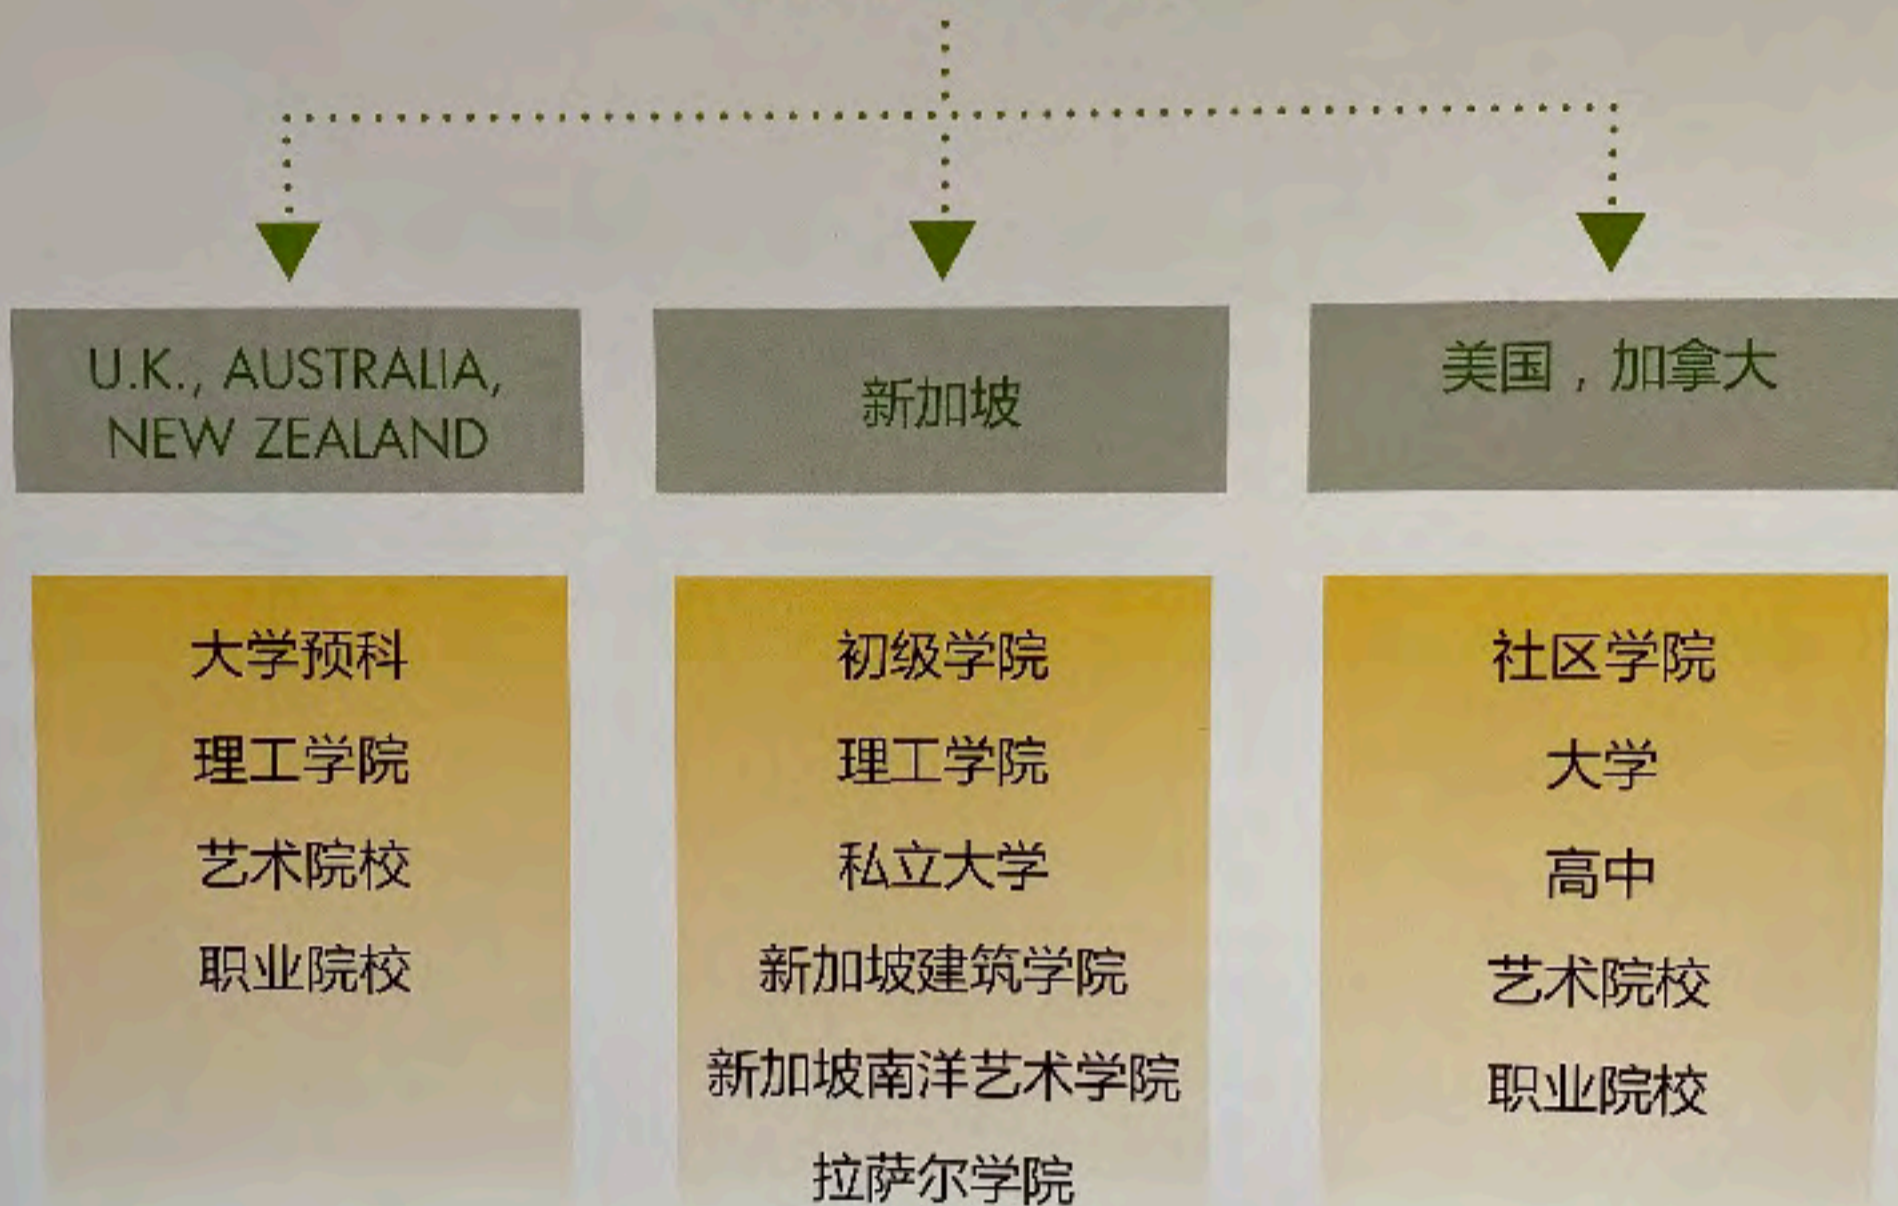 U.K., AUSTRALIA,
NEW ZEALAND
新加坡
美国，加拿大
大学预科
理工学院
艺术院校
职业院校
初级学院
理工学院
私立大学
新加坡建筑学院
新加坡南洋艺术学院
拉萨尔学院
社区学院
大学
高中
艺术院校
职业院校